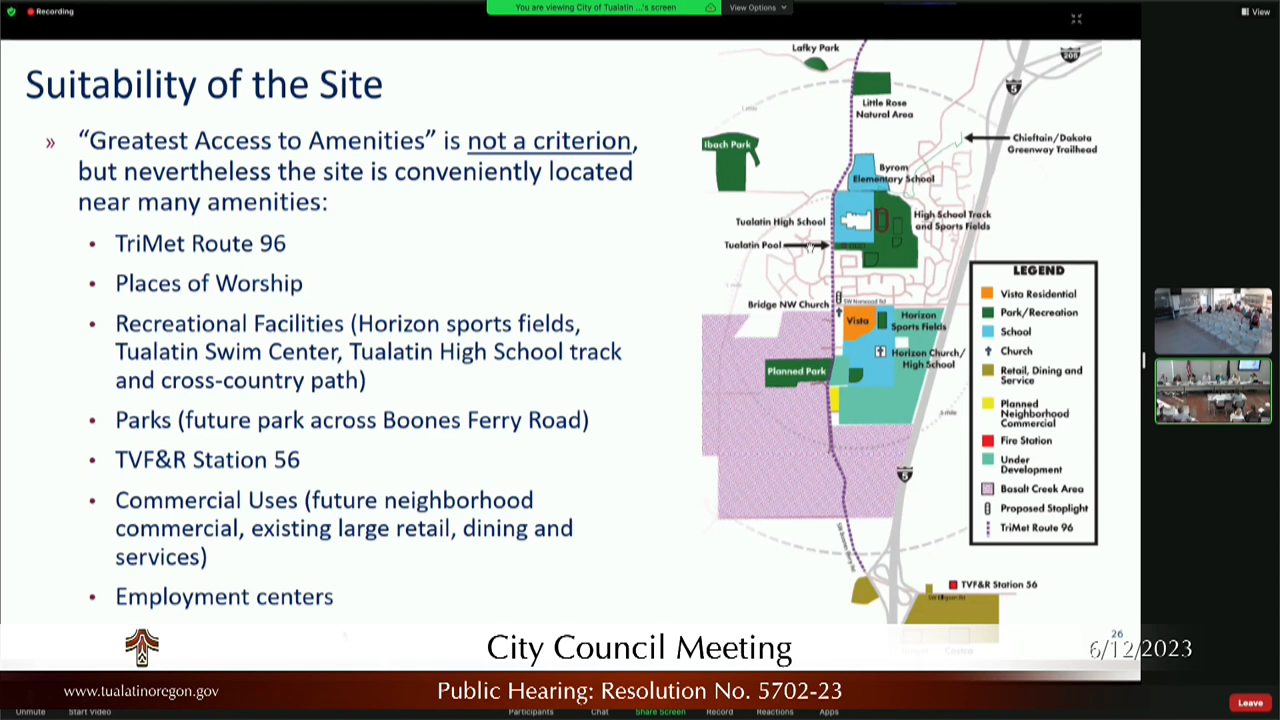 Recording
You are viewing City of Tualatin ...'s screen
View Options
View
Suitability of the Site
» “Greatest Access to Amenities” is not a criterion,
but nevertheless the site is conveniently located
near many amenities:
• TriMet Route 96
• Places of Worship
• Recreational Facilities (Horizon sports fields,
Tualatin Swim Center, Tualatin High School track
and cross-country path)
• Parks (future park across Boones Ferry Road)
• TVF&R Station 56
• Commercial Uses (future neighborhood
commercial, existing large retail, dining and
services)
• Employment centers
Lafky Park
205
5
Little Rose
Natural Area
Ibach Park
Chieftain/Dakota
Greenway Trailhead
Byrom
Elementary School
Tualatin High School
High School Track
and Sports Fields
Tualatin Pool
Bridge NW Church
SW Norwood Rd
Vista
Horizon
Sports Fields
Horizon Church/
High School
Planned Park
5
TVF&R Station 56
LEGEND
Vista Residential
Park/Recreation
School
Church
Retail, Dining and
Service
Planned
Neighborhood
Commercial
Fire Station
Under
Development
Basalt Creek Area
Proposed Stoplight
TriMet Route 96
26
City Council Meeting
6/12/2023
www.tualatinoregon.gov
Public Hearing: Resolution No. 5702-23
Unmute
Start Video
Participants
Chat
Share Screen
Record
Reactions
Apps
Leave